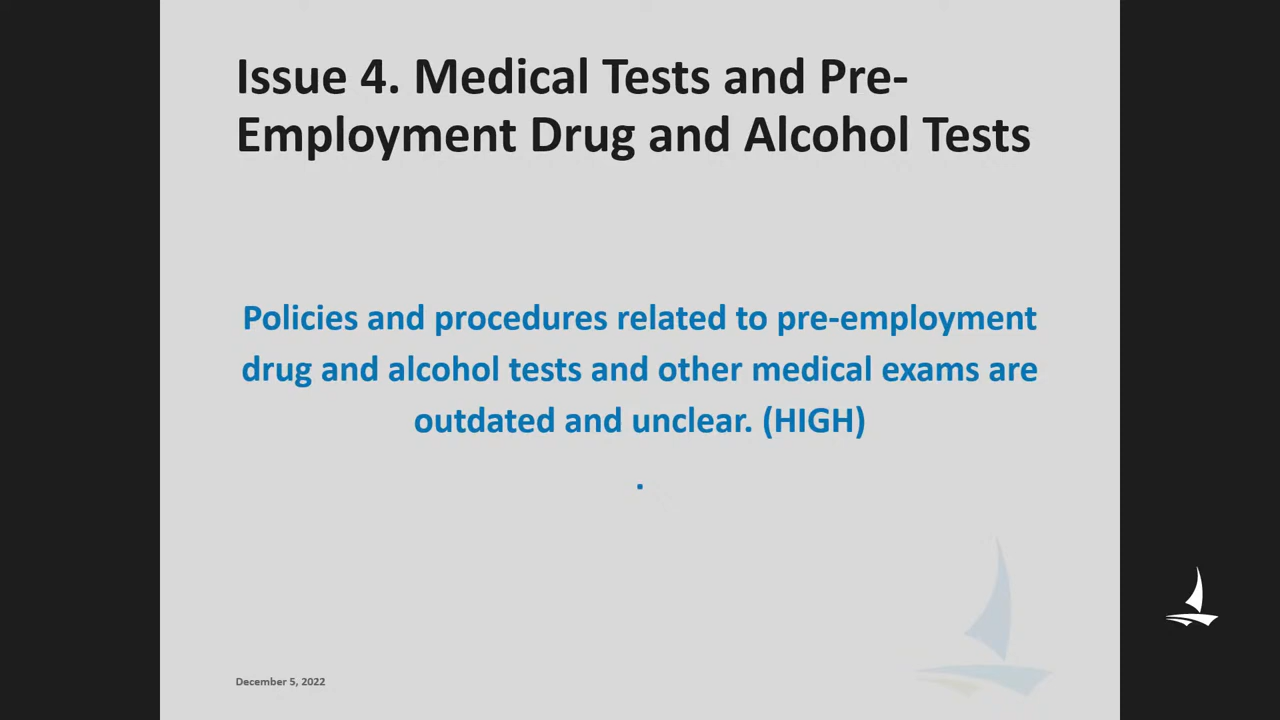 Issue 4. Medical Tests and Pre-
Employment Drug and Alcohol Tests
Policies and procedures related to pre-employment
drug and alcohol tests and other medical exams are
outdated and unclear. (HIGH)
.
December 5, 2022